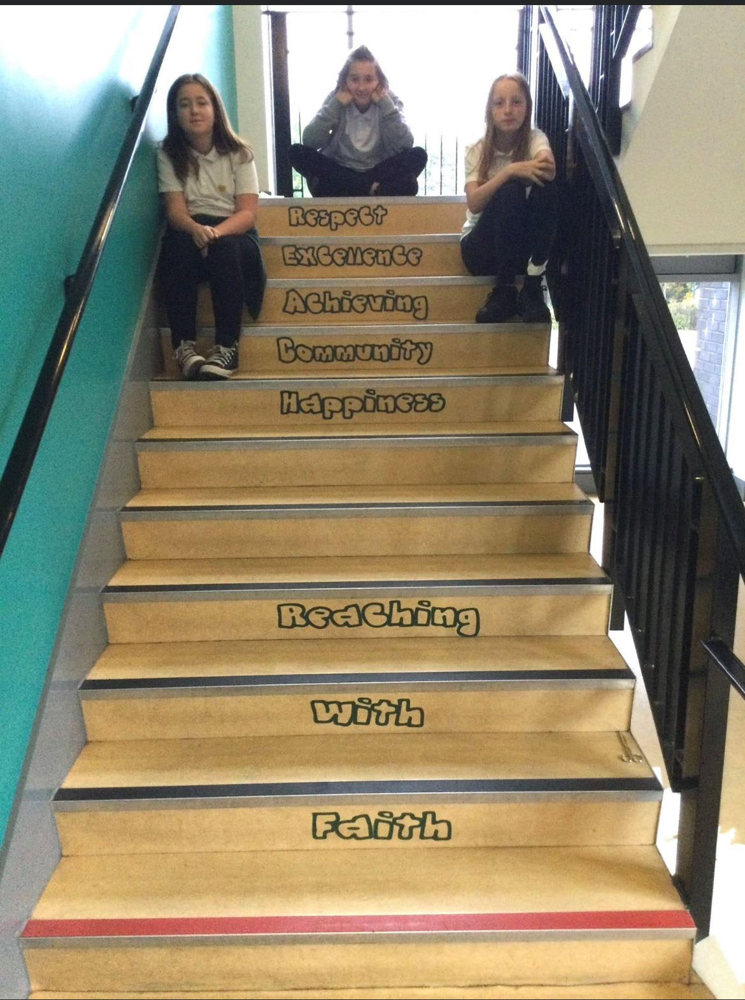 Respect
Excellence
Achieving
Community
Happiness
Reaching
With
Faith